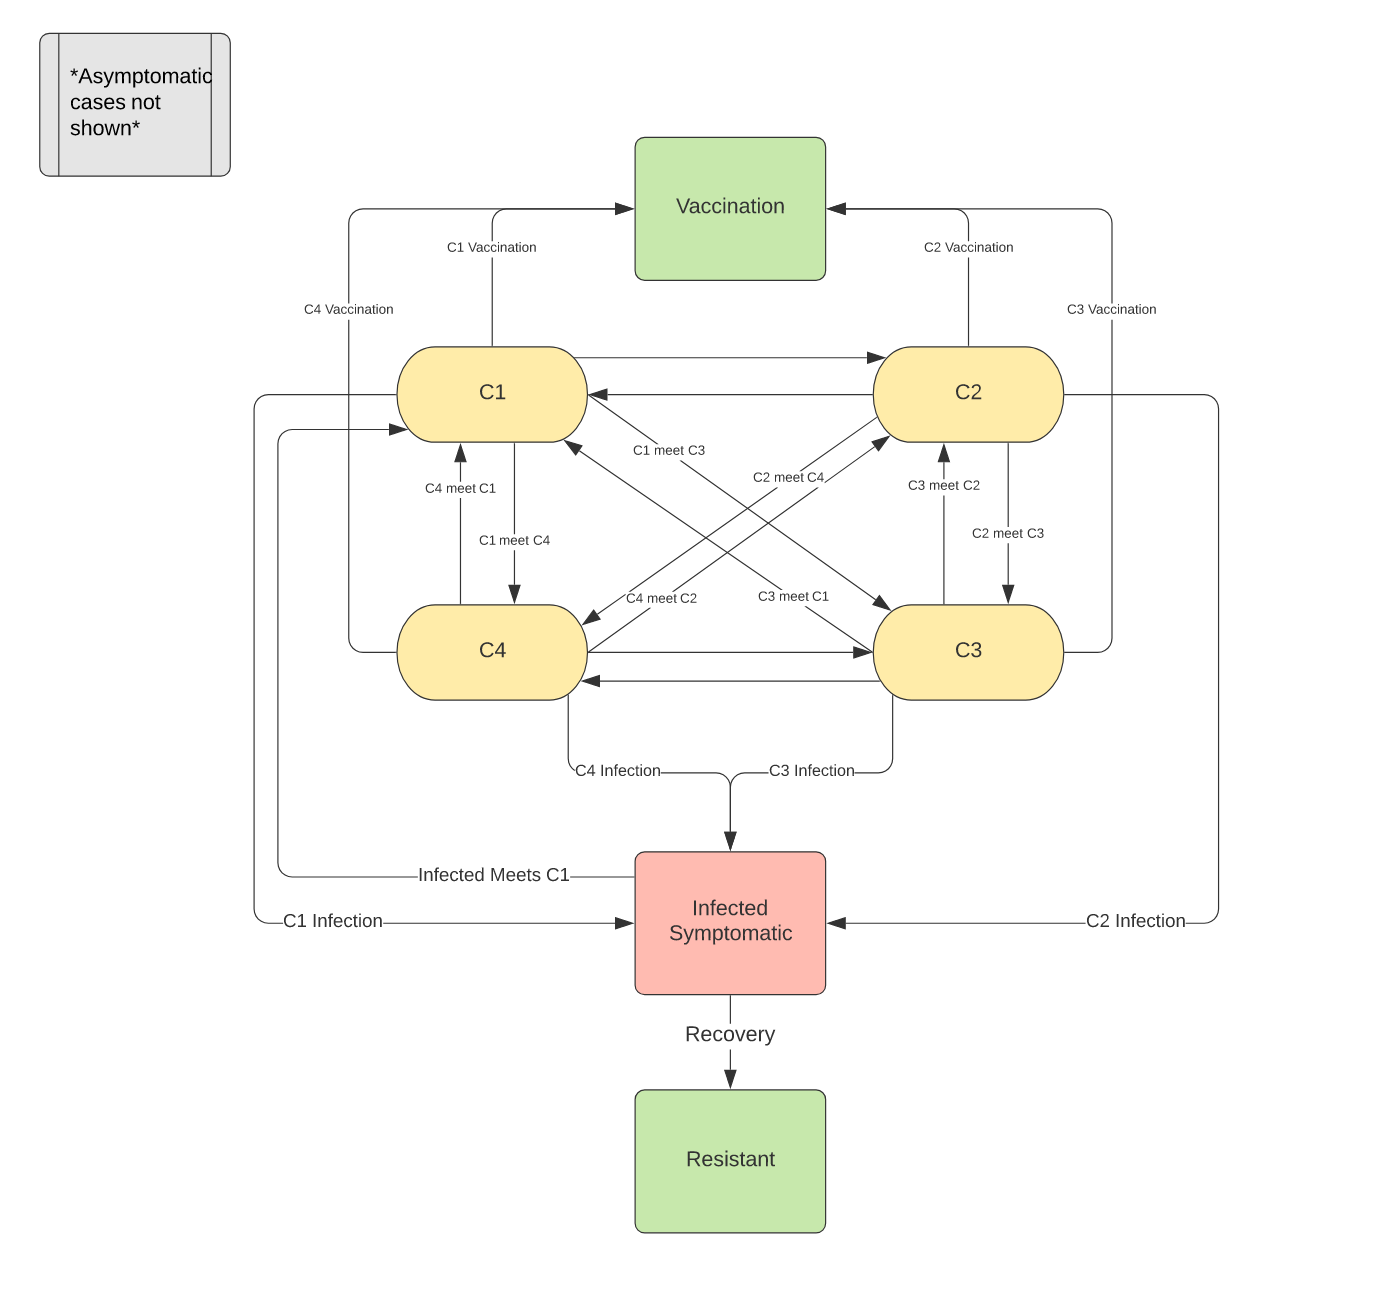 *Asymptomatic
cases not
shown*
Vaccination
C1 Vaccination
C2 Vaccination
C4 Vaccination
C3 Vaccination
C1
C2
C1 meet C3
C2 meet C4
C4 meet C1
C3 meet C2
C1 meet C4
C2 meet C3
C4 meet C2
C3 meet C1
C4
C3
C4 Infection
C3 Infection
Infected Meets C1
C1 Infection
Infected
Symptomatic
C2 Infection
Recovery
Resistant